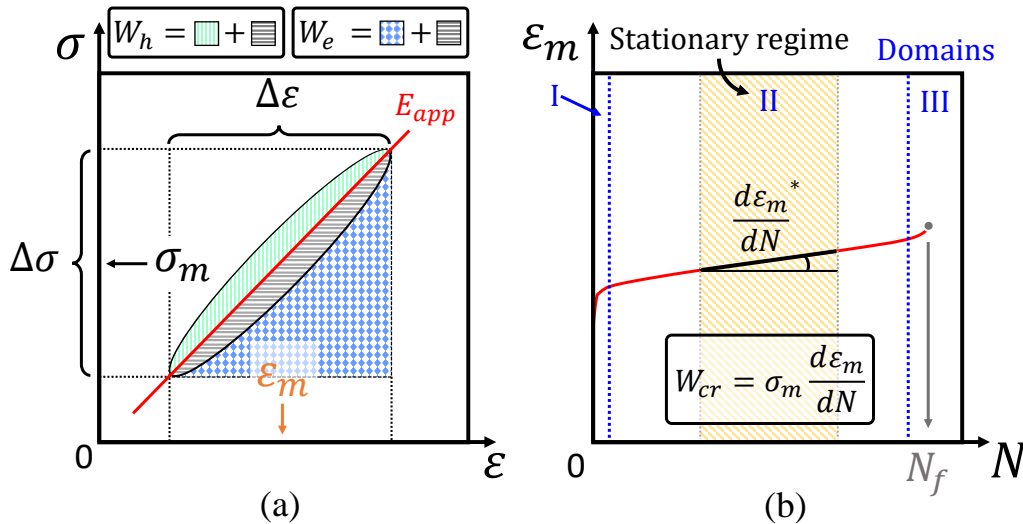 W_h = + W_e = +
σ
Δε
E_app
Δσ
σ_m
ε_m
0
ε
(a)
ε_m
Stationary regime
Domains
I
II
III
dε_m*
dN
W_cr = σ_m dε_m/dN
0
N_f
N
(b)